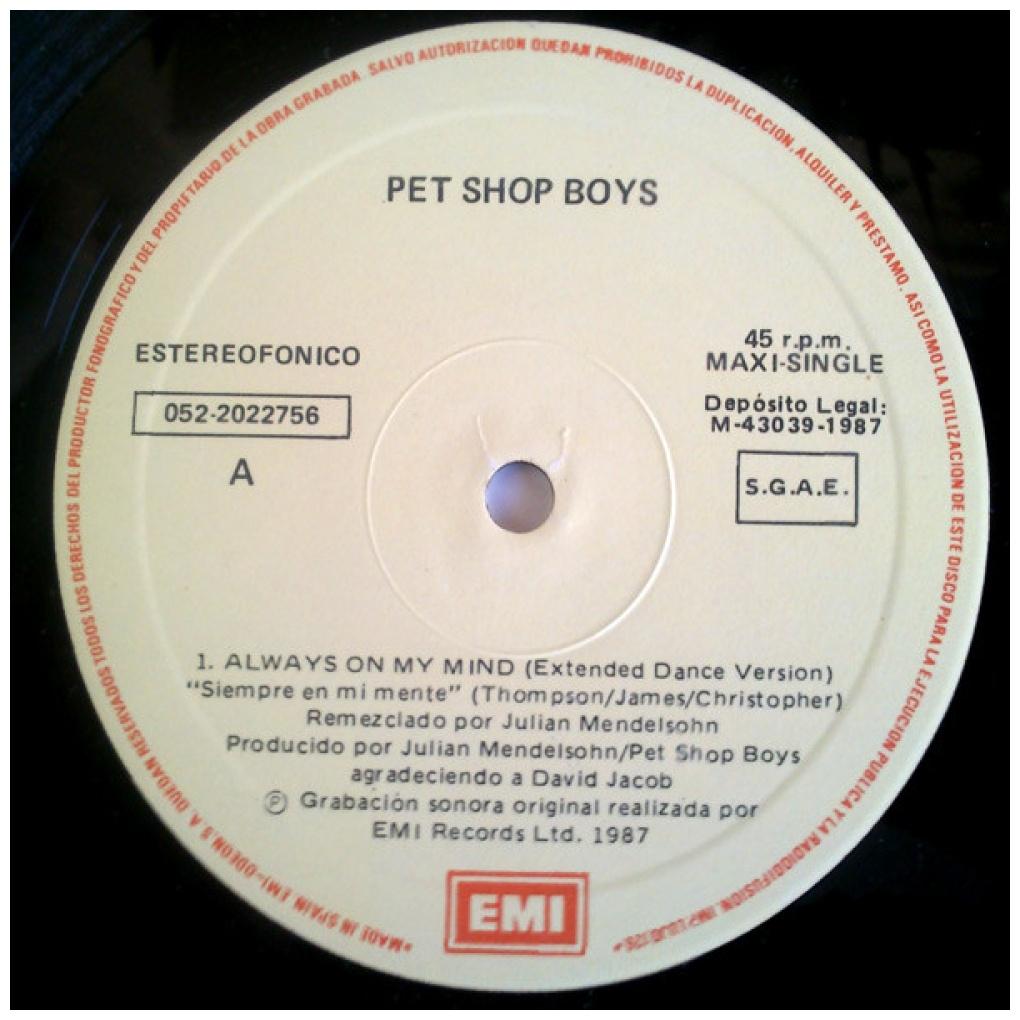 PET SHOP BOYS
ESTEREOFONICO
052-2022756
A
45 r.p.m.
MAXI-SINGLE
Depósito Legal:
M-43039-1987
S.G.A.E.
1. ALWAYS ON MY MIND (Extended Dance Version)
"Siempre en mi mente" (Thompson/James/Christopher)
Remezclado por Julian Mendelsohn
Producido por Julian Mendelsohn/Pet Shop Boys
agradeciendo a David Jacob
Ⓟ Grabación sonora original realizada por
EMI Records Ltd. 1987
EMI
*MADE IN SPAIN. EMI-ODEON, S.A. QUEDAN RESERVADOS TODOS LOS DERECHOS DEL PRODUCTOR FONOGRAFICO Y DEL PROPIETARIO DE LA OBRA GRABADA. SALVO AUTORIZACION QUEDAN PROHIBIDOS LA DUPLICACION, ALQUILER Y PRESTAMO. ASI COMO LA UTILIZACION DE ESTE DISCO PARA LA EJECUCION PUBLICA Y LA RADIODIFUSION.